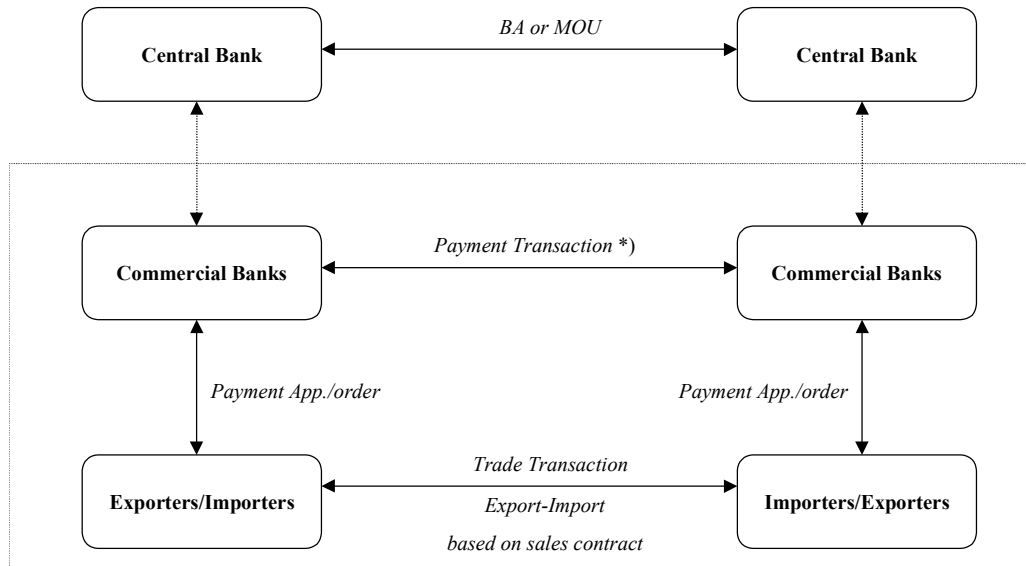 BA or MOU
Central Bank
Central Bank
Payment Transaction *)
Commercial Banks
Commercial Banks
Payment App./order
Payment App./order
Trade Transaction
Exporters/Importers
Importers/Exporters
Export-Import
based on sales contract